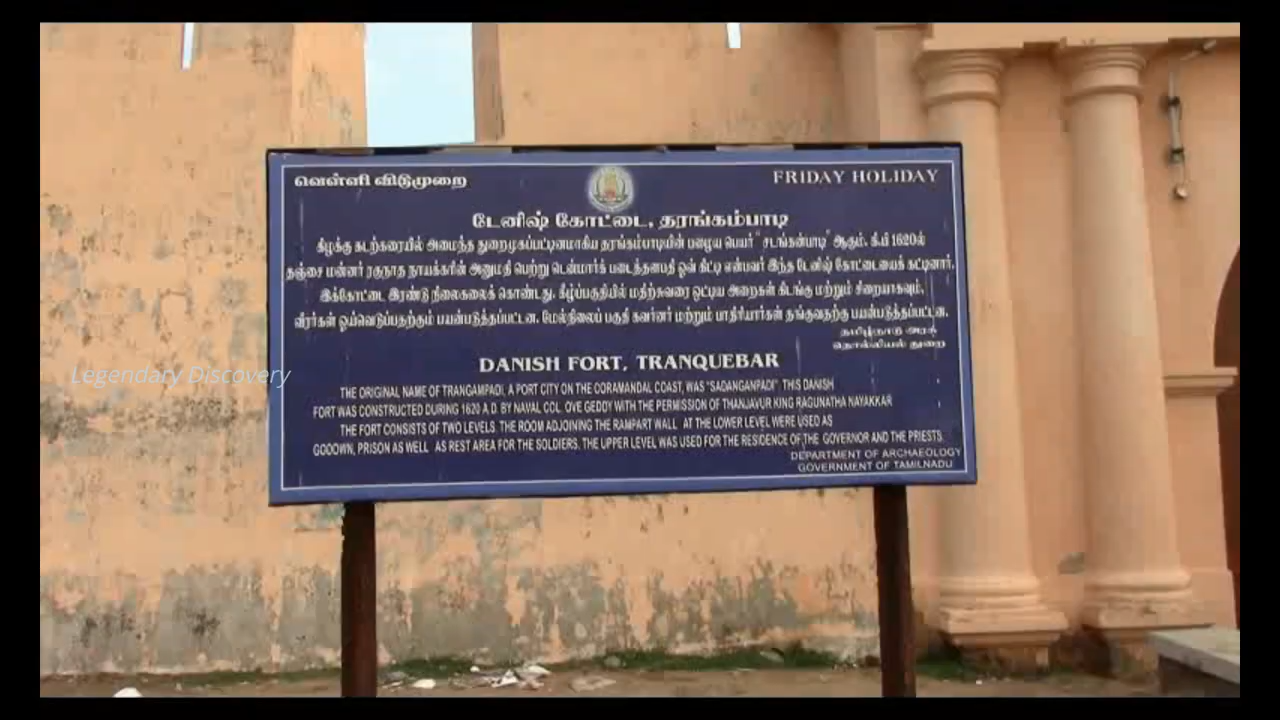 வெள்ளி விடுமுறை
FRIDAY HOLIDAY
டேனிஷ் கோட்டை, தரங்கம்பாடி
கிழக்கு கடற்கரையில் அமைந்த துறைமுகப்பட்டினமாகிய தரங்கம்பாடியின் பழைய பெயர் "சடங்கன்பாடி" ஆகும். கி.பி 1620ல்
தஞ்சை மன்னர் ரகுநாத நாயக்கரின் அனுமதி பெற்று டென்மார்க் படைத்தளபதி ஓவ் கிட்டி என்பவர் இந்த டேனிஷ் கோட்டையைக் கட்டினார்.
இக்கோட்டை இரண்டு நிலைகலைக் கொண்டது. கீழ்ப்பகுதியில் மதிற்சுவரை ஒட்டிய அறைகள் கிடங்கு மற்றும் சிறையாகவும்,
வீரர்கள் ஓய்வெடுப்பதற்கும் பயன்படுத்தப்பட்டன. மேல்நிலைப் பகுதி கவர்னர் மற்றும் பாதிரியார்கள் தங்குவதற்கு பயன்படுத்தப்பட்டன.
தமிழ்நாடு அரசு
தொல்லியல் துறை
DANISH FORT, TRANQUEBAR
THE ORIGINAL NAME OF TRANGAMPADI, A PORT CITY ON THE CORAMANDAL COAST, WAS "SADANGANPADI" THIS DANISH
FORT WAS CONSTRUCTED DURING 1620 A.D. BY NAVAL COL. OVE GEDDY WITH THE PERMISSION OF THANJAVUR KING RAGUNATHA NAYAKKAR
THE FORT CONSISTS OF TWO LEVELS. THE ROOM ADJOINING THE RAMPART WALL AT THE LOWER LEVEL WERE USED AS
GODOWN, PRISON AS WELL AS REST AREA FOR THE SOLDIERS. THE UPPER LEVEL WAS USED FOR THE RESIDENCE OF THE GOVERNOR AND THE PRIESTS.
DEPARTMENT OF ARCHAEOLOGY
GOVERNMENT OF TAMILNADU
Legendary Discovery